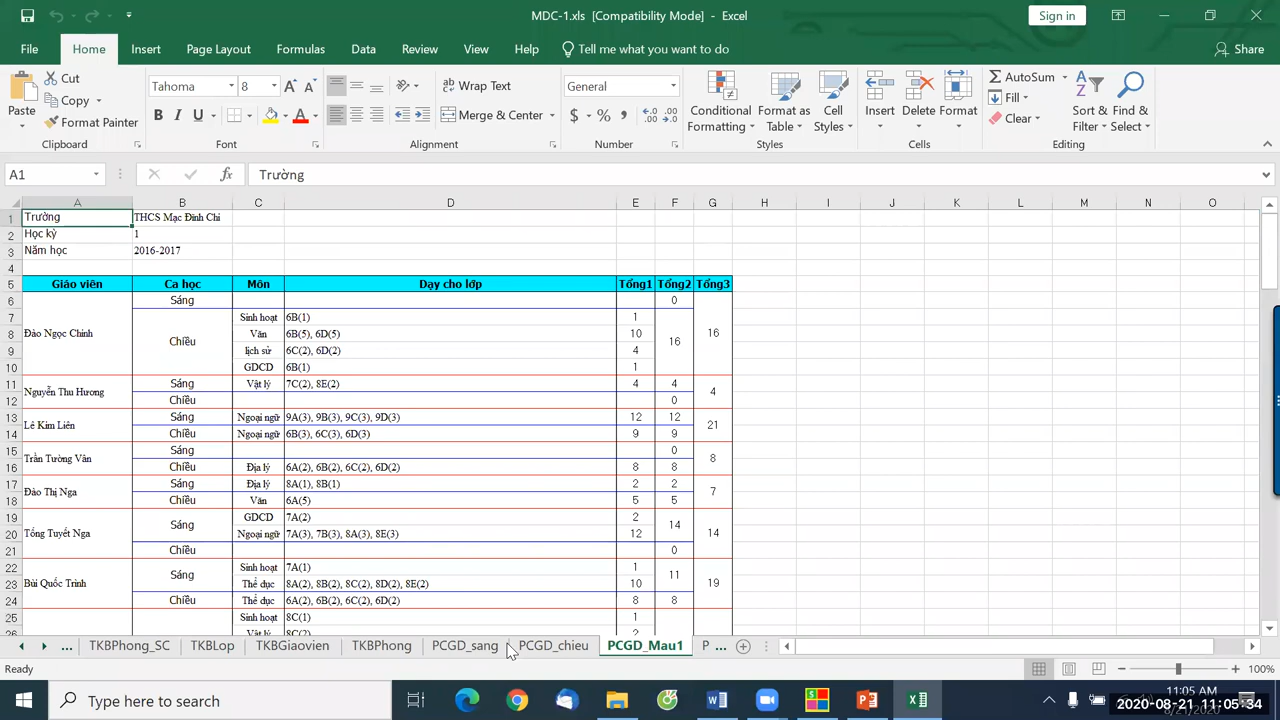 MDC-1.xls [Compatibility Mode] - Excel
Sign in
File Home Insert Page Layout Formulas Data Review View Help Tell me what you want to do
Share
Paste
Cut
Copy
Format Painter
Clipboard
Tahoma 8
B I U
Font
Wrap Text
Merge & Center
Alignment
General
$ % ,
Number
Conditional Formatting
Format as Table
Cell Styles
Styles
Insert Delete Format
Cells
AutoSum
Fill
Clear
Sort & Filter
Find & Select
Editing
A1 fx Trường
A B C D E F G H I J K L M N O
1 Trường THCS Mạc Đĩnh Chi
2 Học kỳ 1
3 Năm học 2016-2017
4
5 Giáo viên Ca học Môn Dạy cho lớp Tổng1 Tổng2 Tổng3
6 Đào Ngọc Chinh Sáng 0 16
7 Chiều Sinh hoạt 6B(1) 1 16
8 Văn 6B(5), 6D(5) 10
9 lịch sử 6C(2), 6D(2) 4
10 GDCD 6B(1) 1
11 Nguyễn Thu Hương Sáng Vật lý 7C(2), 8E(2) 4 4 4
12 Chiều 0
13 Lê Kim Liên Sáng Ngoại ngữ 9A(3), 9B(3), 9C(3), 9D(3) 12 12 21
14 Chiều Ngoại ngữ 6B(3), 6C(3), 6D(3) 9 9
15 Trần Tường Vân Sáng 0 8
16 Chiều Địa lý 6A(2), 6B(2), 6C(2), 6D(2) 8 8
17 Đào Thị Nga Sáng Địa lý 8A(1), 8B(1) 2 2 7
18 Chiều Văn 6A(5) 5 5
19 Tống Tuyết Nga Sáng GDCD 7A(2) 2 14 14
20 Ngoại ngữ 7A(3), 7B(3), 8A(3), 8E(3) 12
21 Chiều 0
22 Bùi Quốc Trình Sáng Sinh hoạt 7A(1) 1 11 19
23 Thể dục 8A(2), 8B(2), 8C(2), 8D(2), 8E(2) 10
24 Chiều Thể dục 6A(2), 6B(2), 6C(2), 6D(2) 8 8
25 Sinh hoạt 8C(1) 1
26 Vật lý 8C(2) 2
... TKBPhong_SC TKBLop TKBGiaovien TKBPhong PCGD_sang PCGD_chieu PCGD_Mau1 P ...
Ready
100%
Type here to search
11:05 AM
2020-08-21 11:05:34